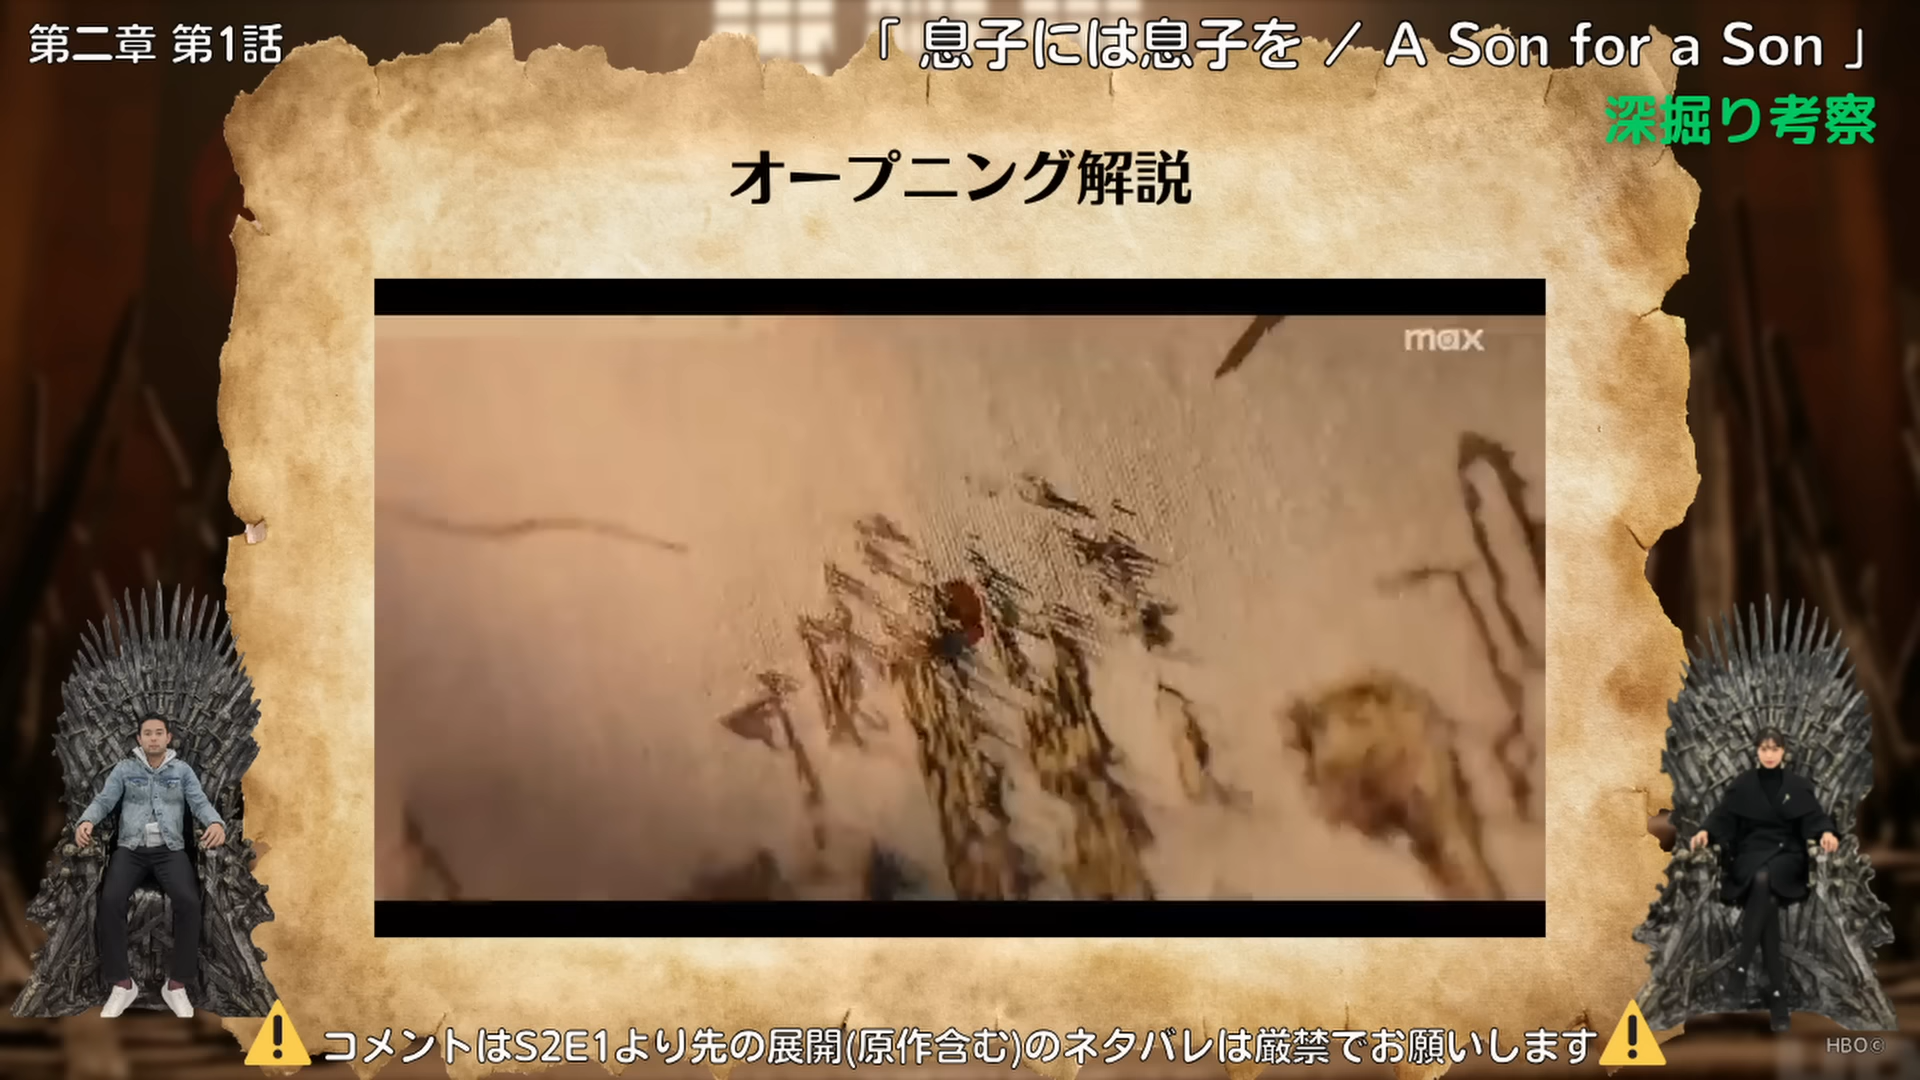 第二章 第1話
「 息子には息子を ／ A Son for a Son 」
深掘り考察
オープニング解説
max
コメントはS2E1より先の展開(原作含む)のネタバレは厳禁でお願いします
HBO©